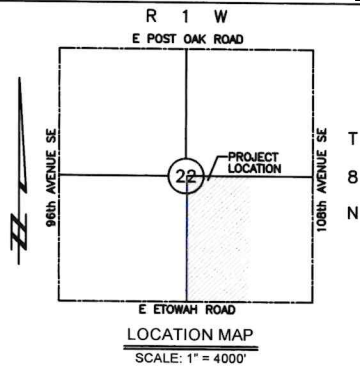 R 1 W
E POST OAK ROAD
96th AVENUE SE
22
PROJECT
LOCATION
108th AVENUE SE
T
8
N
E ETOWAH ROAD
LOCATION MAP
SCALE: 1" = 4000'